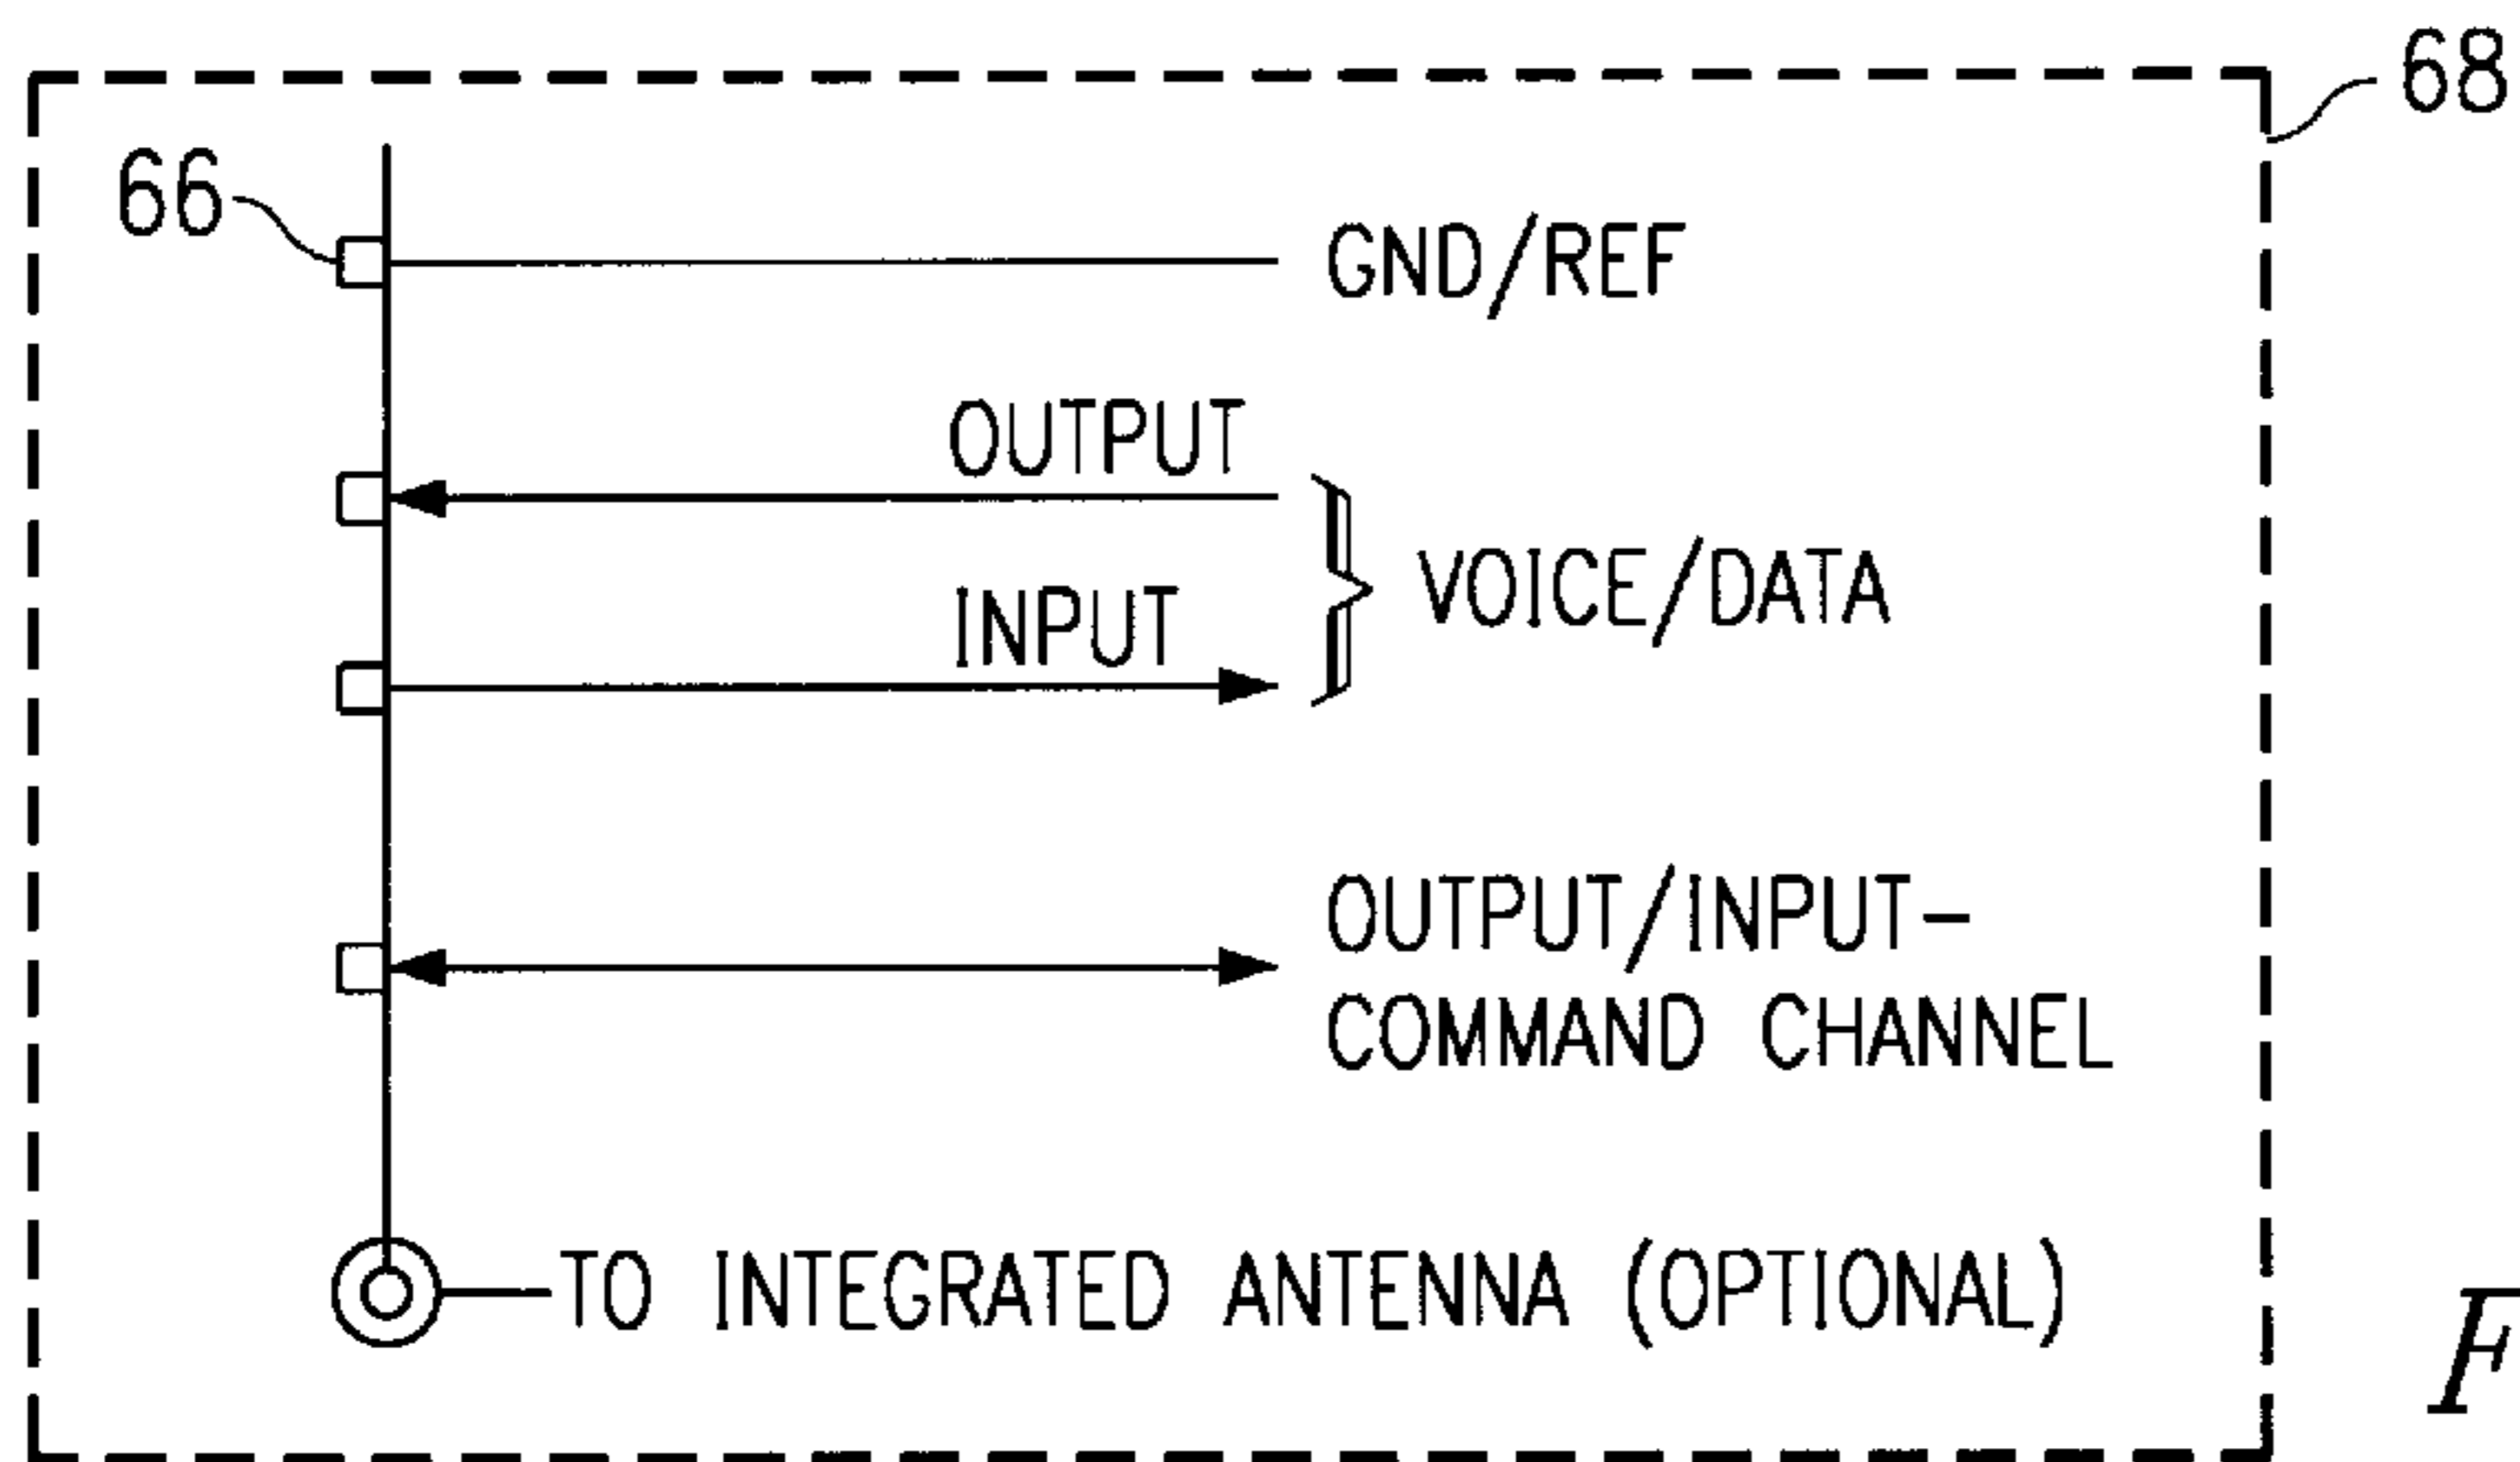 68
66
GND/REF
OUTPUT
VOICE/DATA
INPUT
OUTPUT/INPUT-
COMMAND CHANNEL
TO INTEGRATED ANTENNA (OPTIONAL)
F